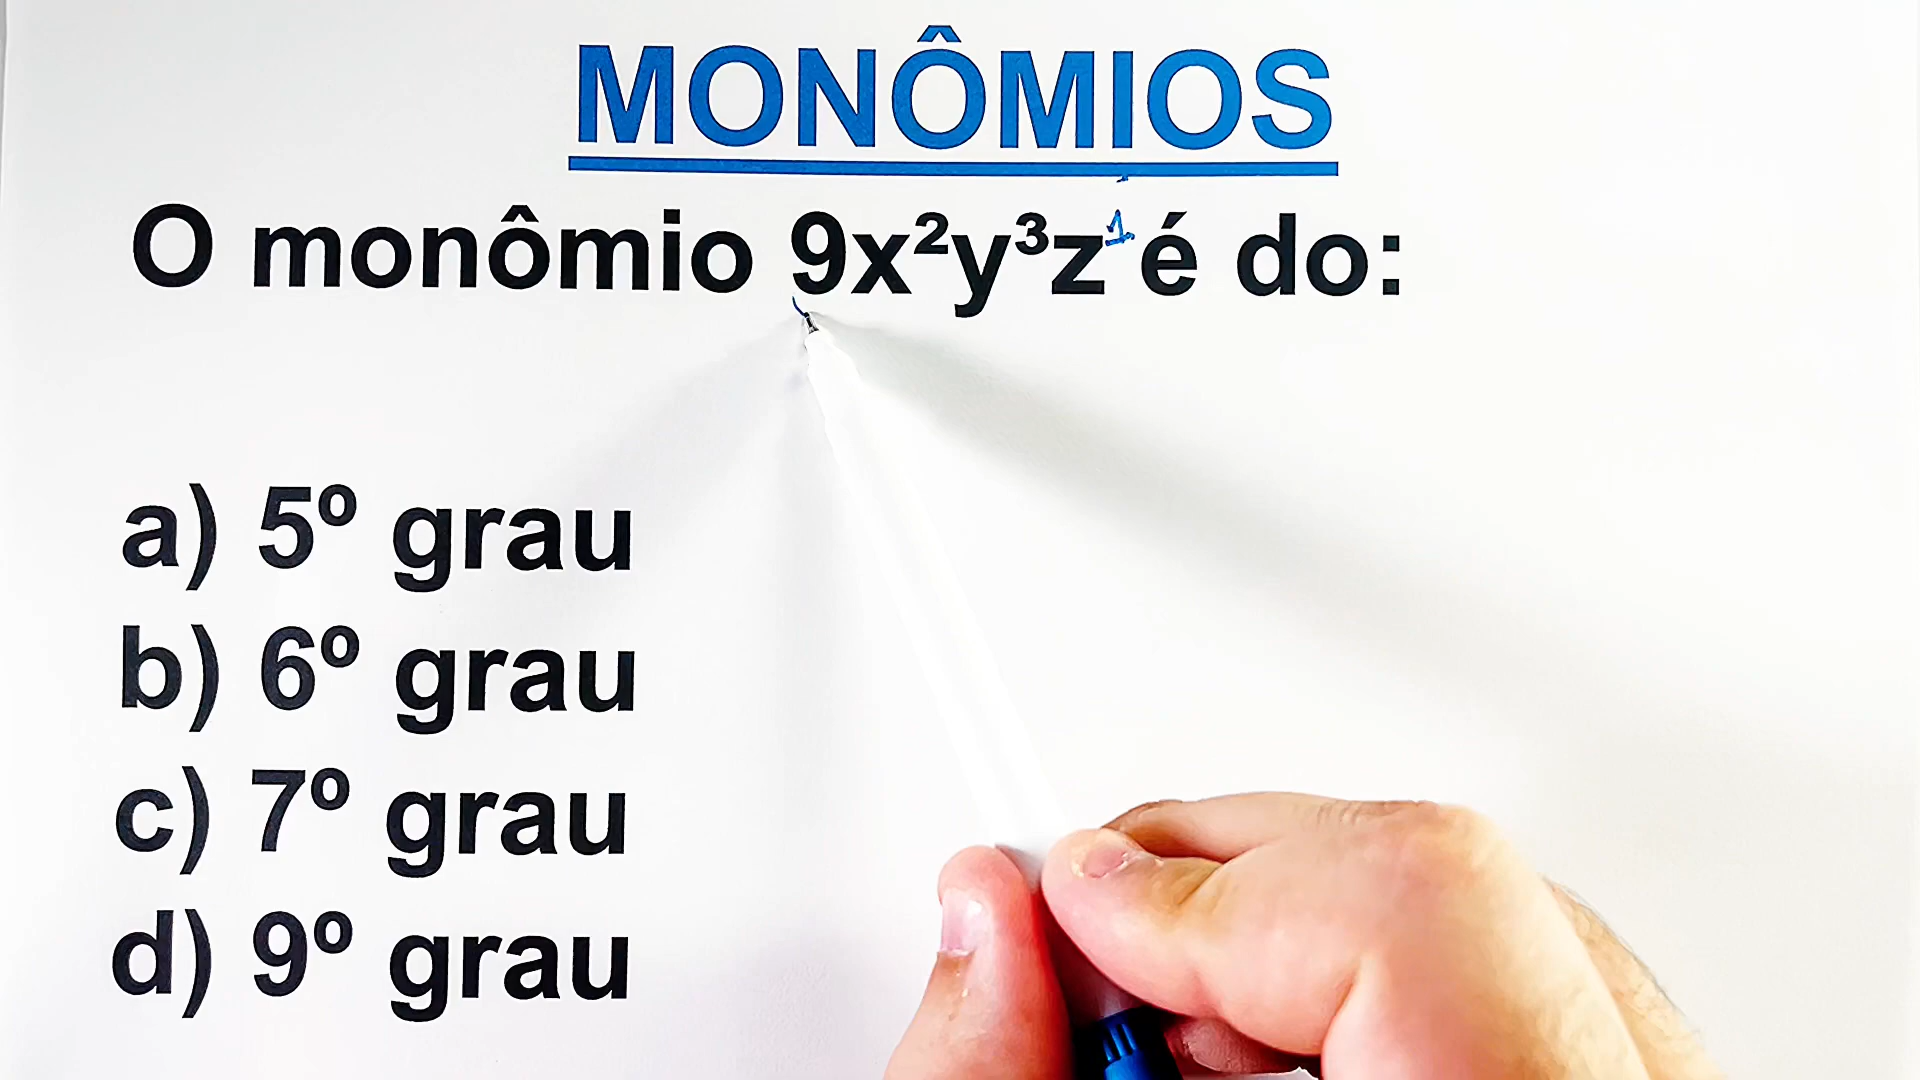 MONÔMIOS
O monômio 9x²y³z¹ é do:
a) 5º grau
b) 6º grau
c) 7º grau
d) 9º grau